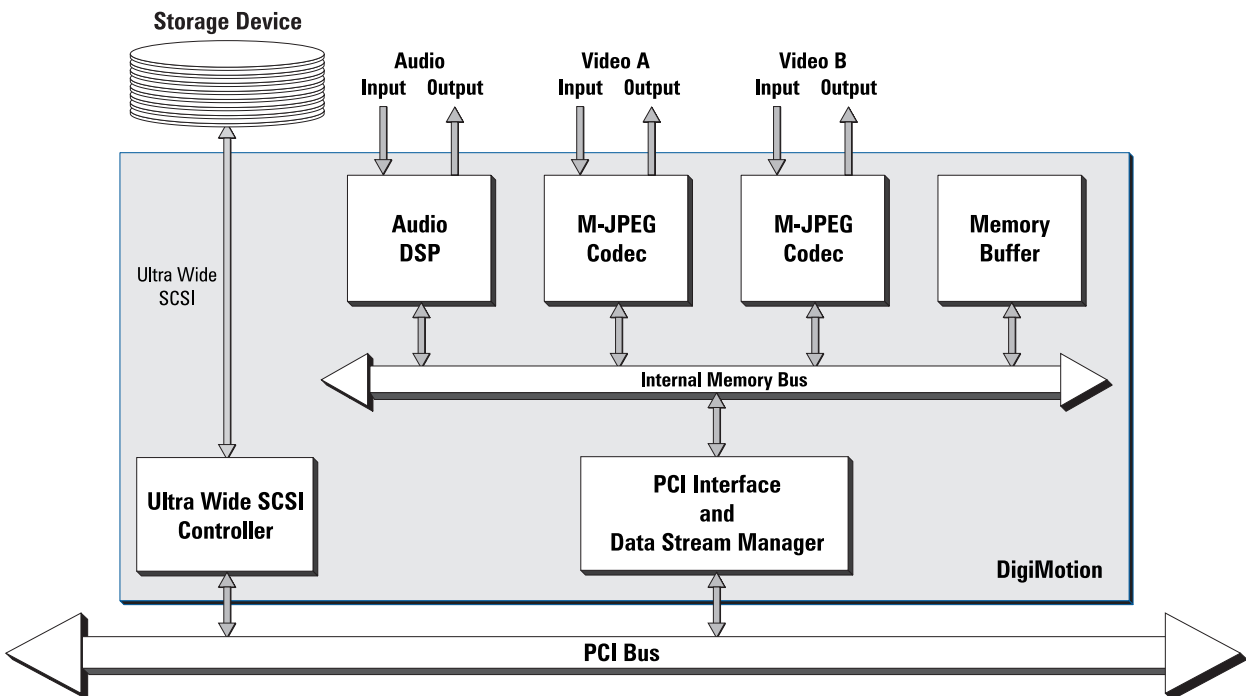 Storage Device
Audio
Input Output
Video A
Input Output
Video B
Input Output
Ultra Wide
SCSI
Audio
DSP
M-JPEG
Codec
M-JPEG
Codec
Memory
Buffer
Internal Memory Bus
Ultra Wide SCSI
Controller
PCI Interface
and
Data Stream Manager
DigiMotion
PCI Bus